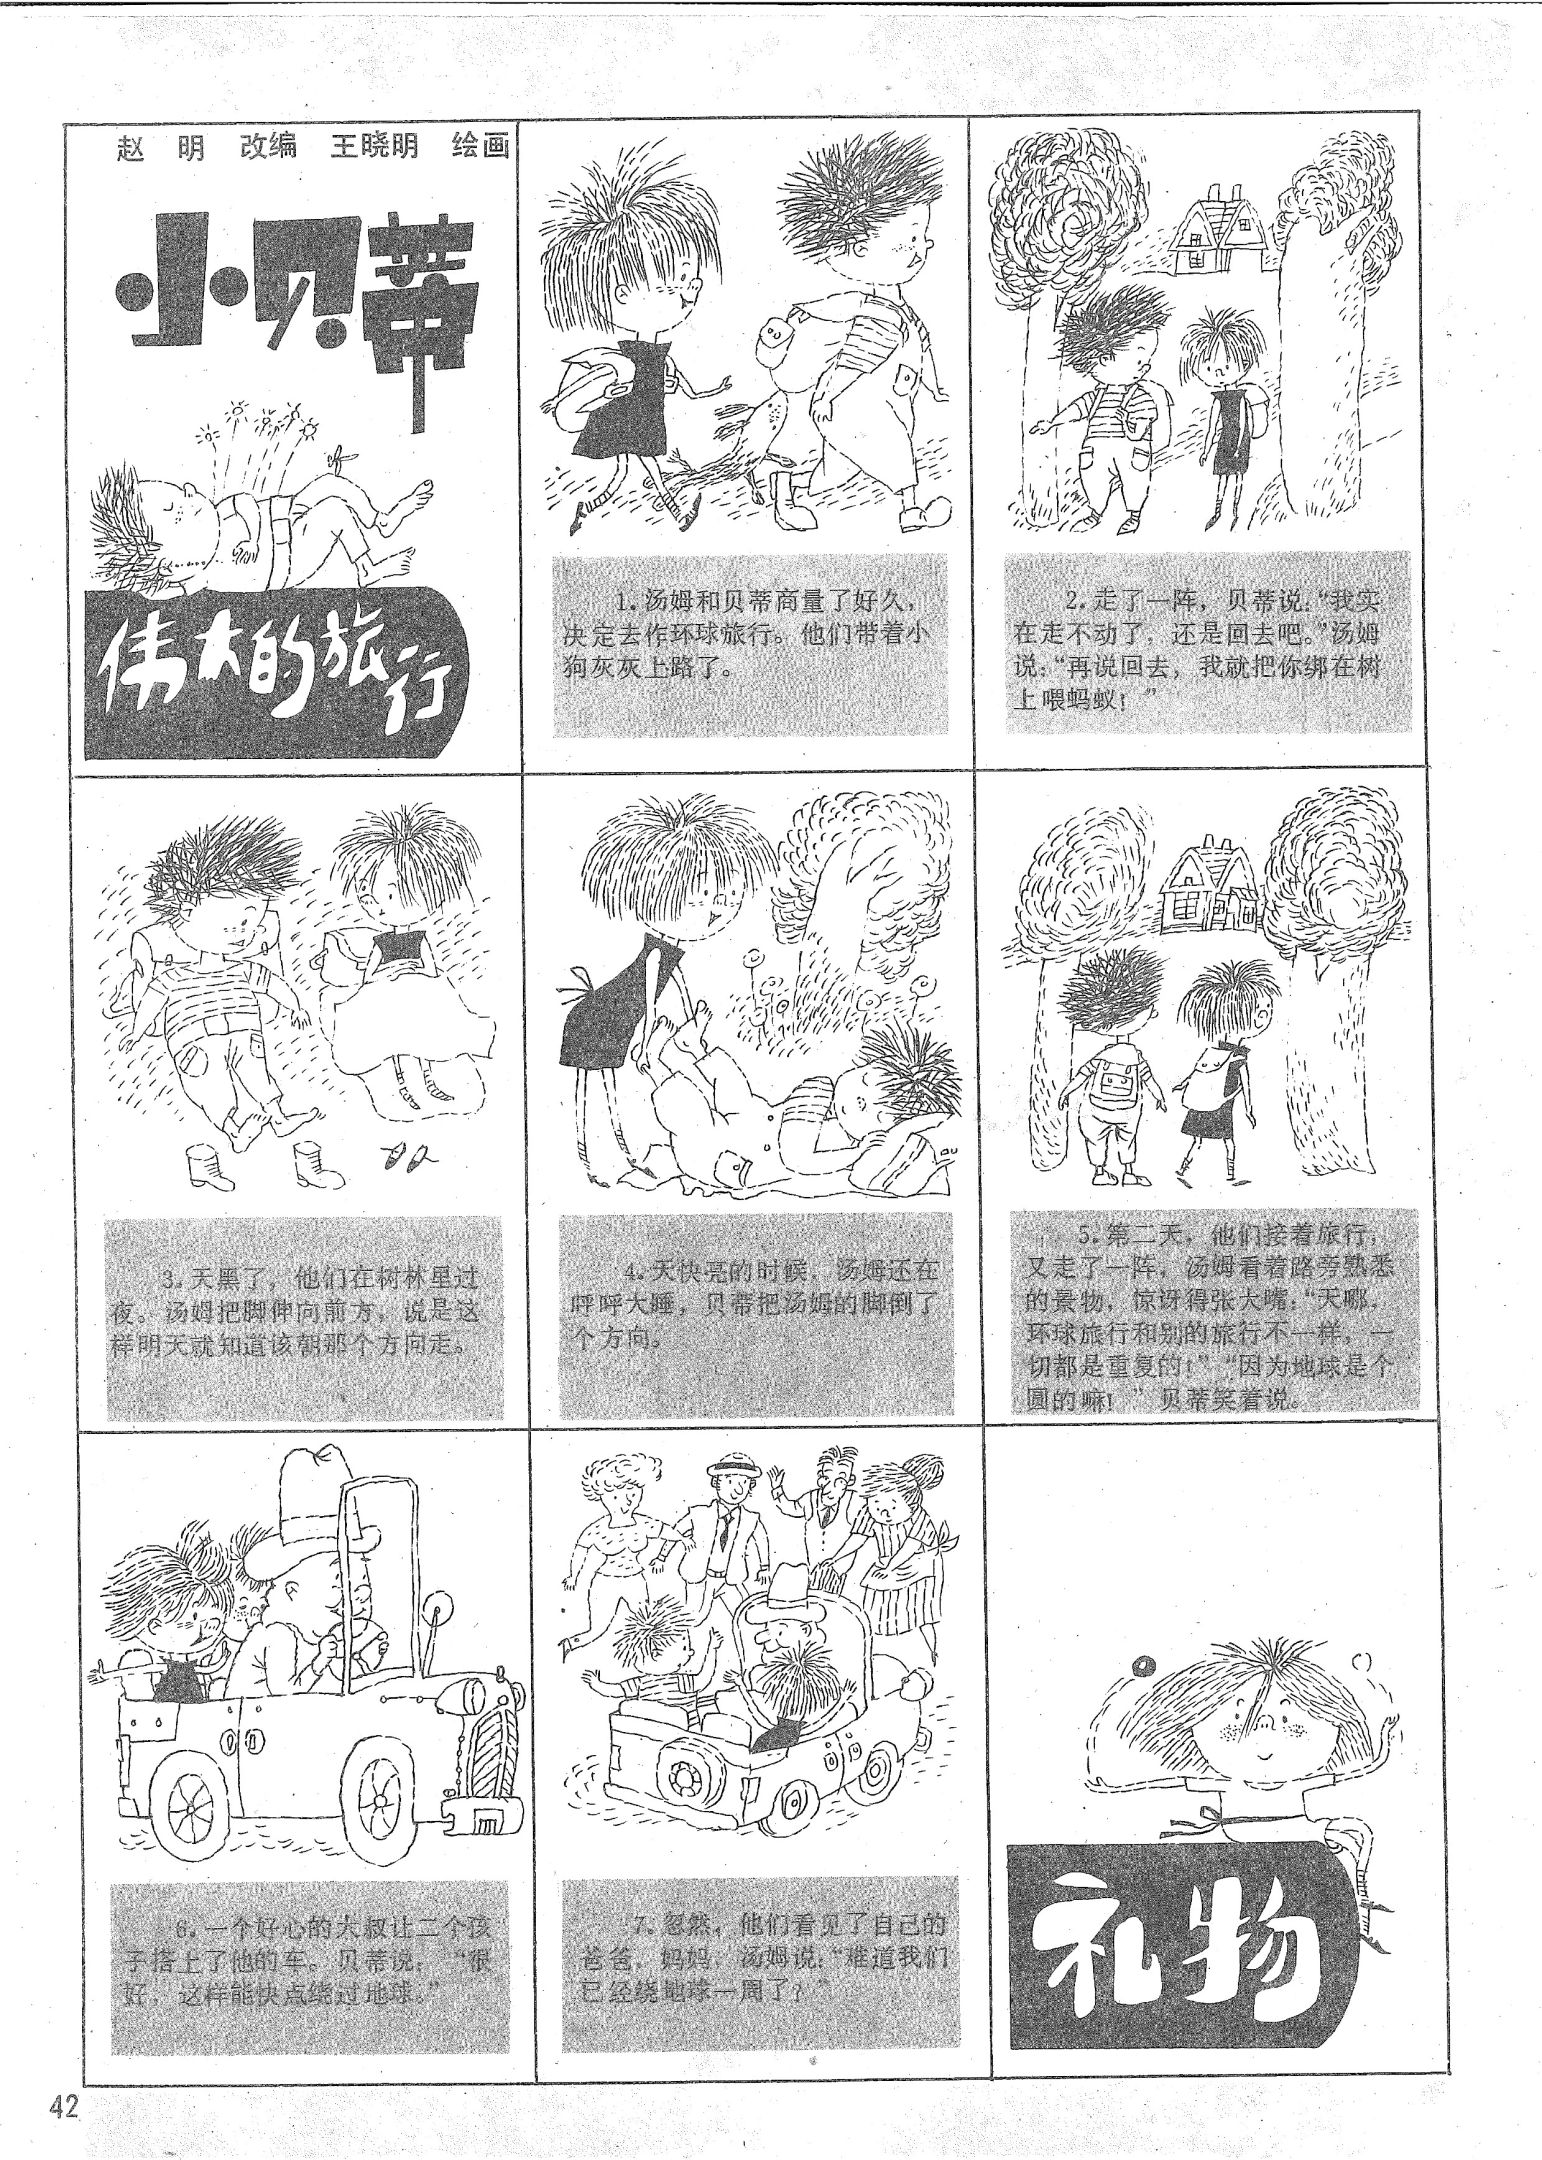 赵 明 改编 王晓明 绘画
小贝蒂
伟大的旅行
1.汤姆和贝蒂商量了好久，
决定去作环球旅行。他们带着小
狗灰灰上路了。
2.走了一阵，贝蒂说：“我实
在走不动了，还是回去吧。”汤姆
说：“再说回去，我就把你绑在树
上喂蚂蚁！”
3.天黑了，他们在树林里过
夜。汤姆把脚伸向前方，说是这
样明天就知道该朝那个方向走。
4.天快亮的时候，汤姆还在
呼呼大睡，贝蒂把汤姆的脚倒了
个方向。
5.第二天，他们接着旅行，
又走了一阵，汤姆看着路旁熟悉
的景物，惊讶得张大嘴：“天哪，
环球旅行和别的旅行不一样，一
切都是重复的！”“因为地球是个
圆的嘛！”贝蒂笑着说。
6.一个好心的大叔让二个孩
子搭上了他的车。贝蒂说：“很
好，这样能快点绕过地球。”
7.忽然，他们看见了自己的
爸爸、妈妈，汤姆说：“难道我们
已经绕地球一周了？”
礼物
42